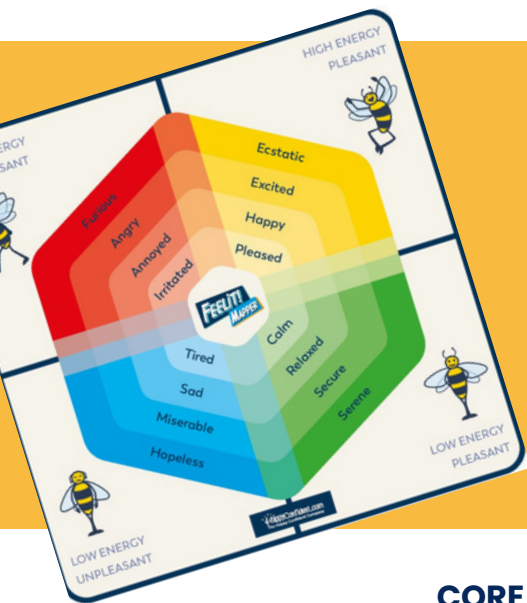 HIGH ENERGY
PLEASANT
Ecstatic
Excited
Happy
Pleased
Furious
Angry
Annoyed
Irritated
FEELIT!
MAPPER
Tired
Sad
Miserable
Hopeless
Calm
Relaxed
Secure
Serene
LOW ENERGY
UNPLEASANT
LOW ENERGY
PLEASANT
CORE